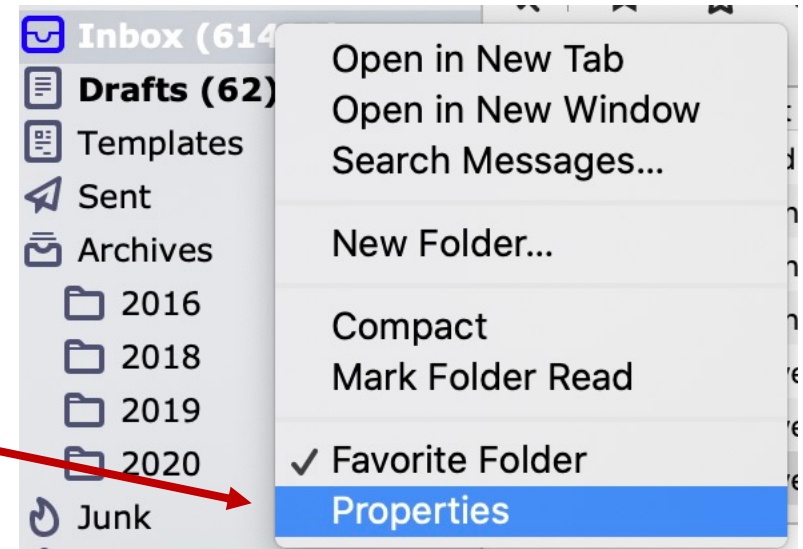 Inbox (614
Drafts (62)
Templates
Sent
Archives
2016
2018
2019
2020
Junk
Open in New Tab
Open in New Window
Search Messages...
New Folder...
Compact
Mark Folder Read
✓ Favorite Folder
Properties